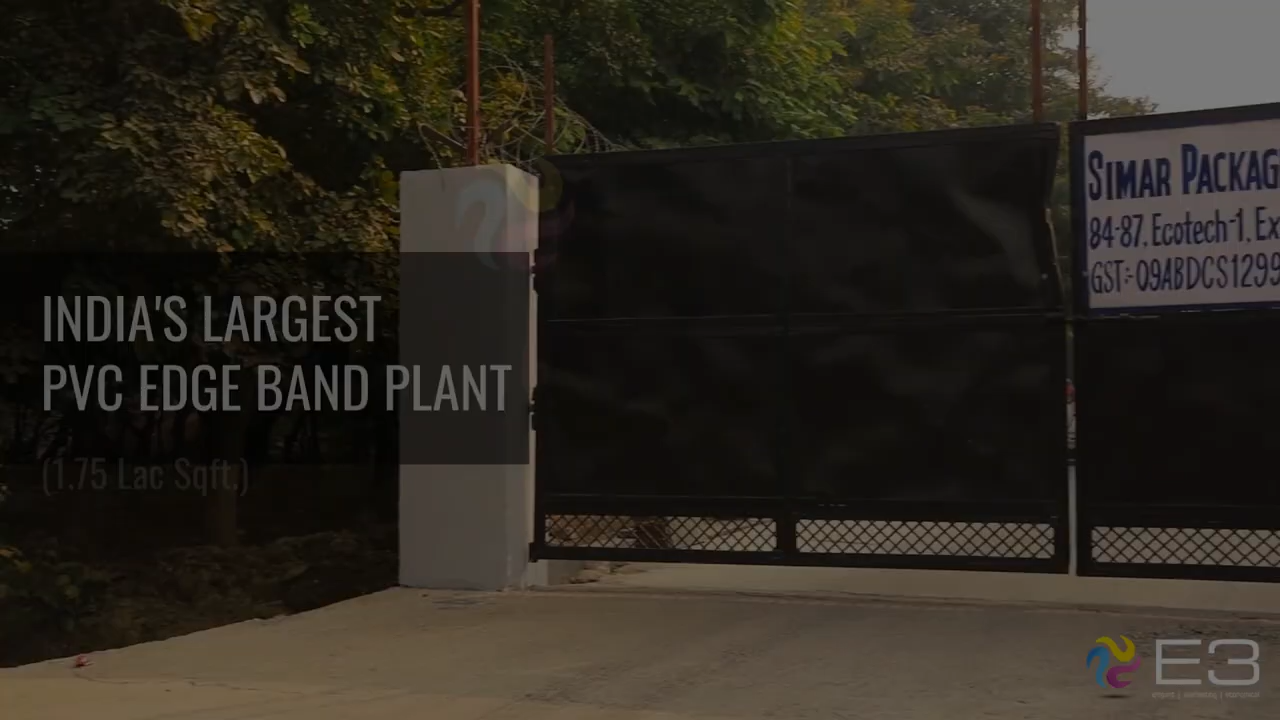 INDIA'S LARGEST
PVC EDGE BAND PLANT
(1.75 Lac Sqft.)
SIMAR PACKAG
84-87, Ecotech-1, Ex
GST:-09ABDCS1299
E3